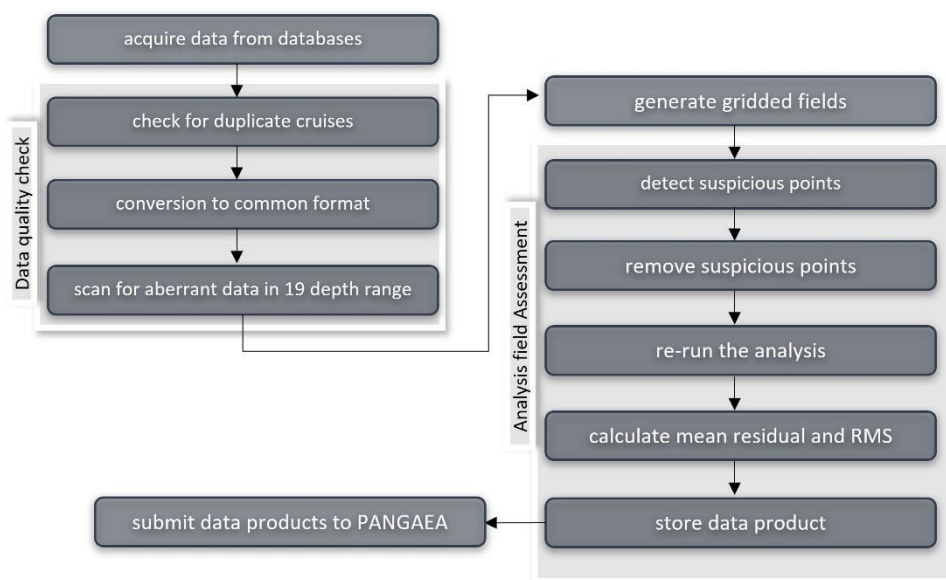 acquire data from databases
Data quality check
check for duplicate cruises
conversion to common format
scan for aberrant data in 19 depth range
generate gridded fields
Analysis field Assessment
detect suspicious points
remove suspicious points
re-run the analysis
calculate mean residual and RMS
store data product
submit data products to PANGAEA